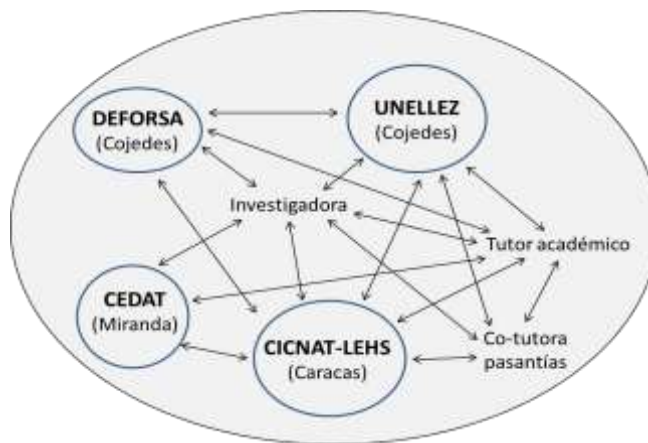 DEFORSA
(Cojedes)
UNELLEZ
(Cojedes)
Investigadora
Tutor académico
CEDAT
(Miranda)
CICNAT-LEHS
(Caracas)
Co-tutora
pasantías